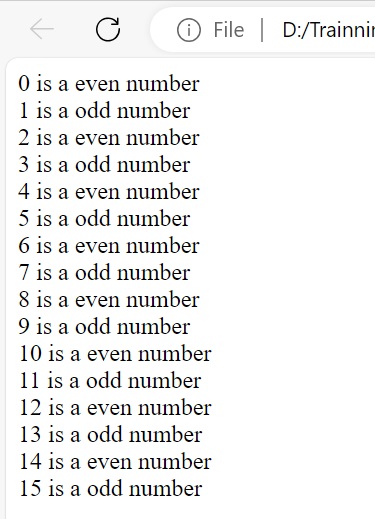 File | D:/Trainnin
0 is a even number
1 is a odd number
2 is a even number
3 is a odd number
4 is a even number
5 is a odd number
6 is a even number
7 is a odd number
8 is a even number
9 is a odd number
10 is a even number
11 is a odd number
12 is a even number
13 is a odd number
14 is a even number
15 is a odd number